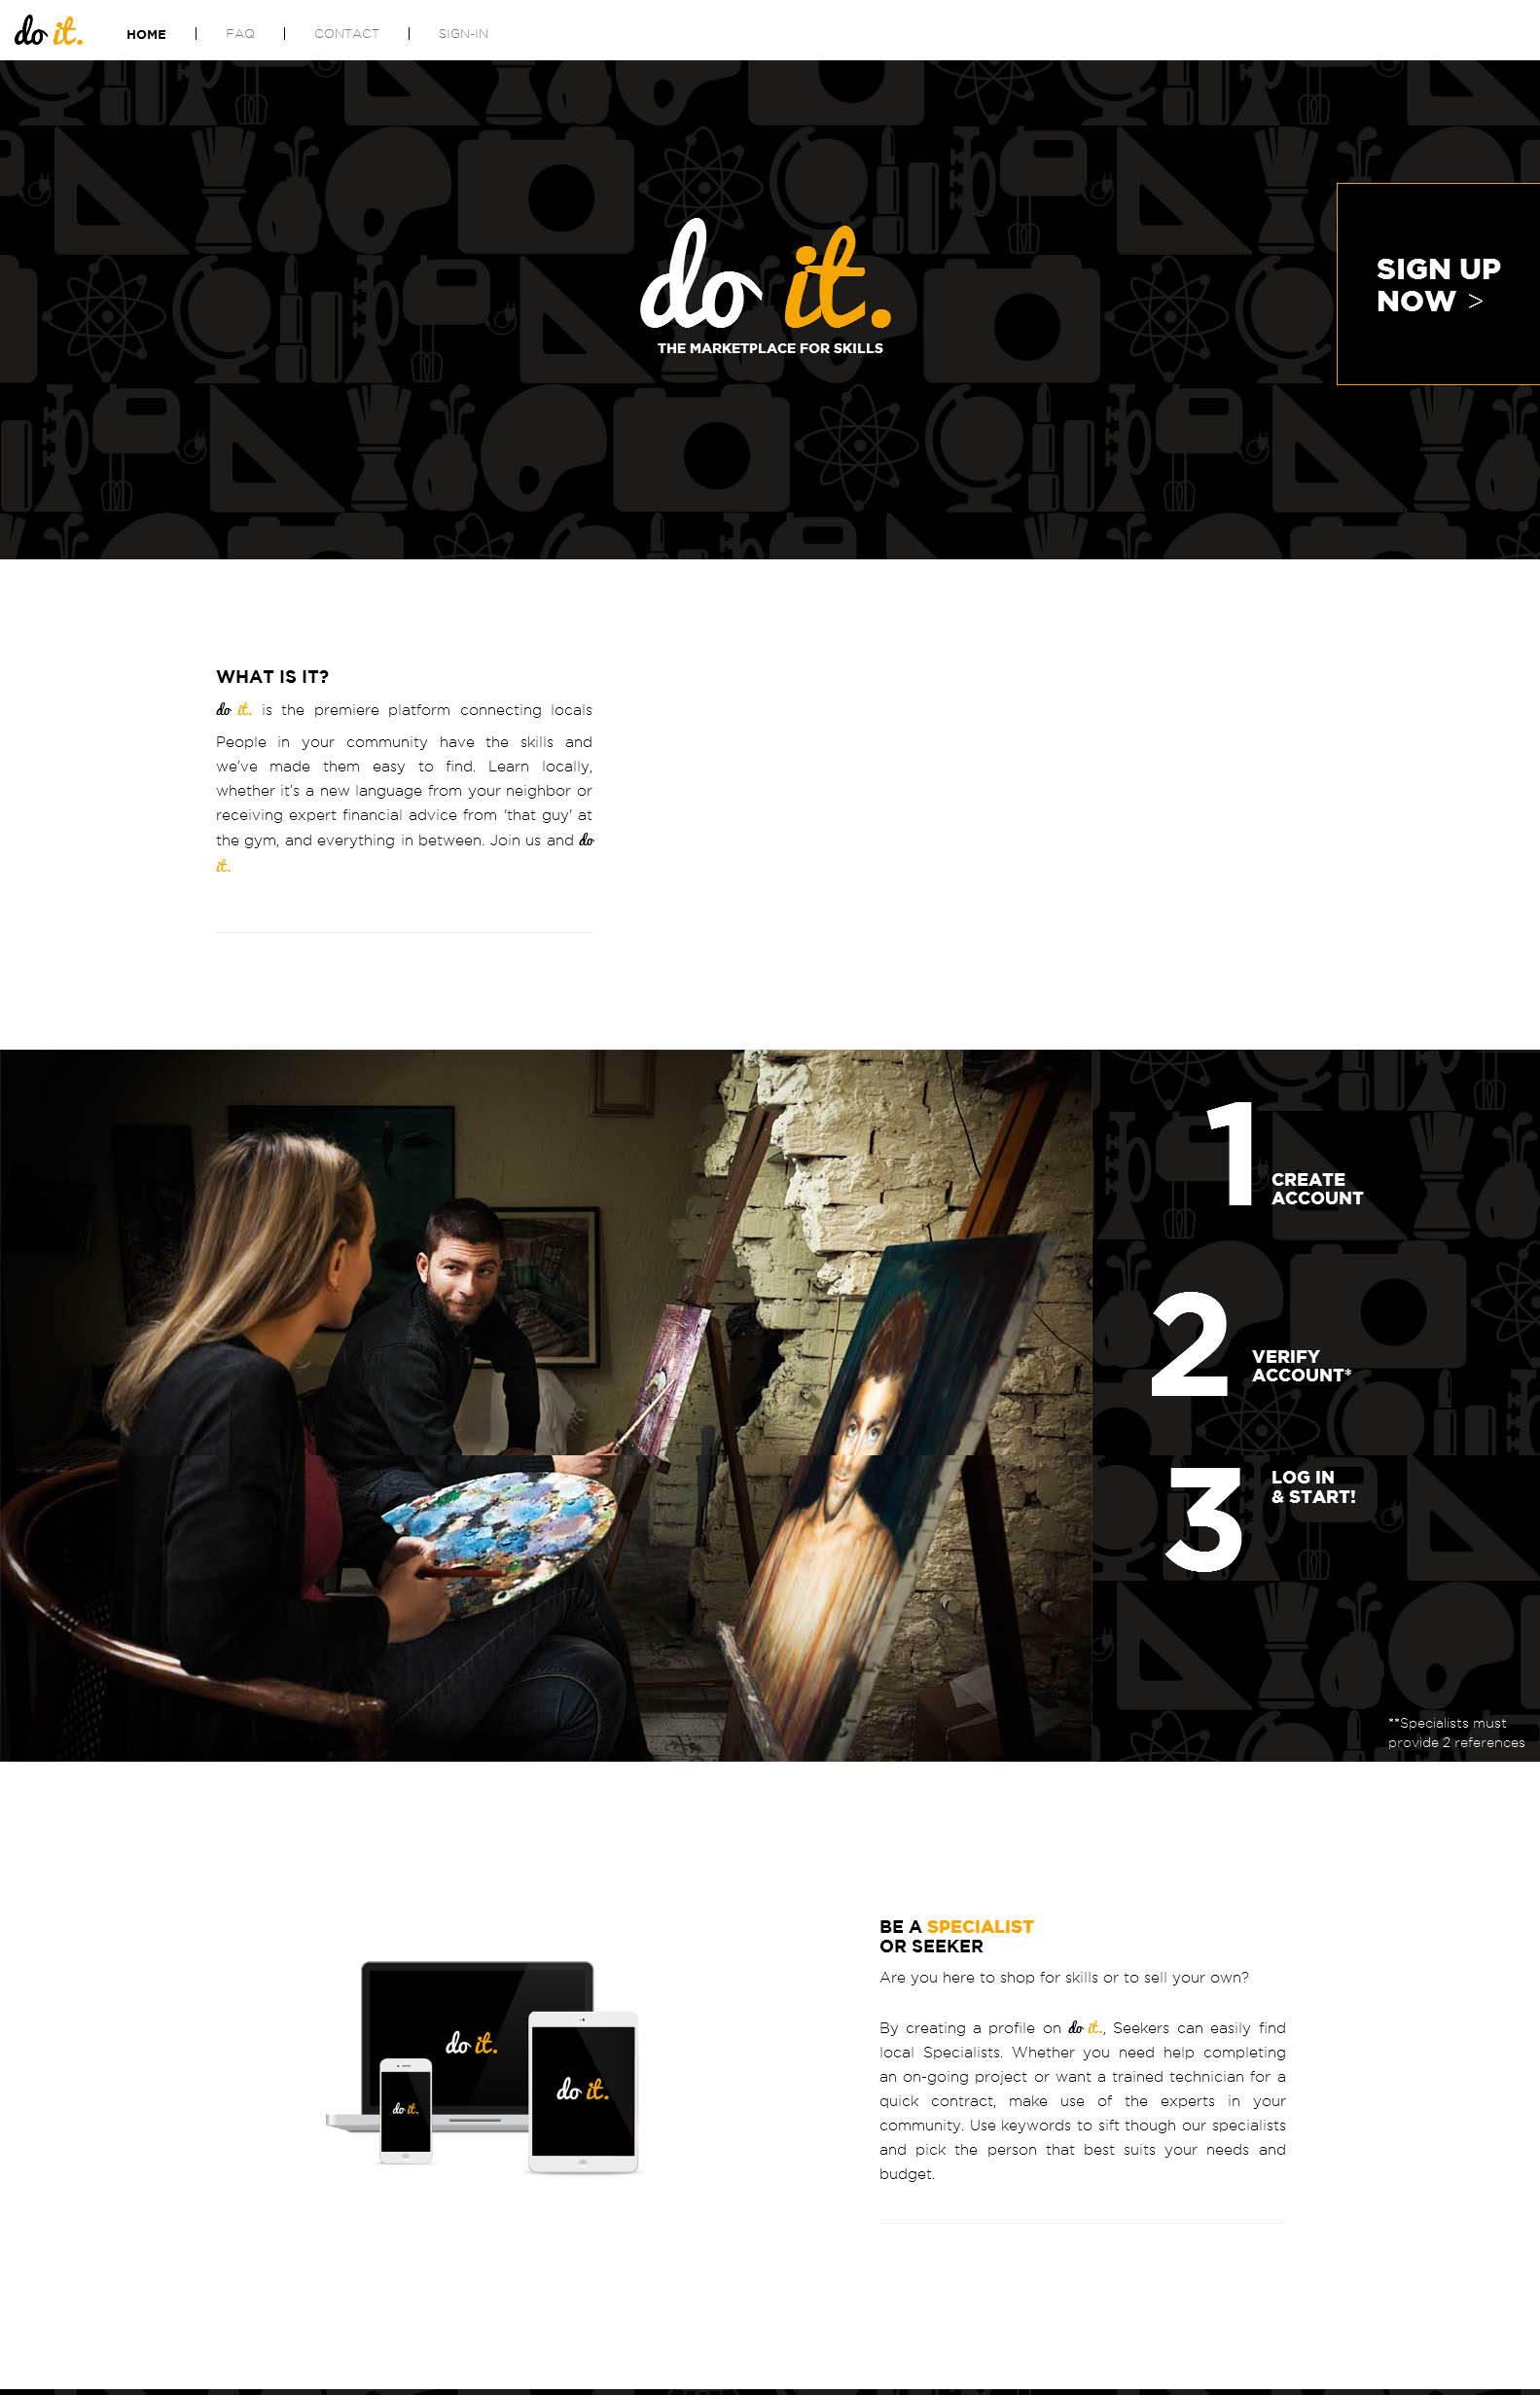 do it.
HOME | FAQ | CONTACT | SIGN-IN
do it.
THE MARKETPLACE FOR SKILLS
SIGN UP
NOW >
WHAT IS IT?
do it. is the premiere platform connecting locals
People in your community have the skills and
we've made them easy to find. Learn locally,
whether it's a new language from your neighbor or
receiving expert financial advice from 'that guy' at
the gym, and everything in between. Join us and do
it.
1
CREATE
ACCOUNT
2
VERIFY
ACCOUNT*
3
LOG IN
& START!
**Specialists must
provide 2 references
do it.
do it.
do it.
BE A SPECIALIST
OR SEEKER
Are you here to shop for skills or to sell your own?
By creating a profile on do it., Seekers can easily find
local Specialists. Whether you need help completing
an on-going project or want a trained technician for a
quick contract, make use of the experts in your
community. Use keywords to sift though our specialists
and pick the person that best suits your needs and
budget.